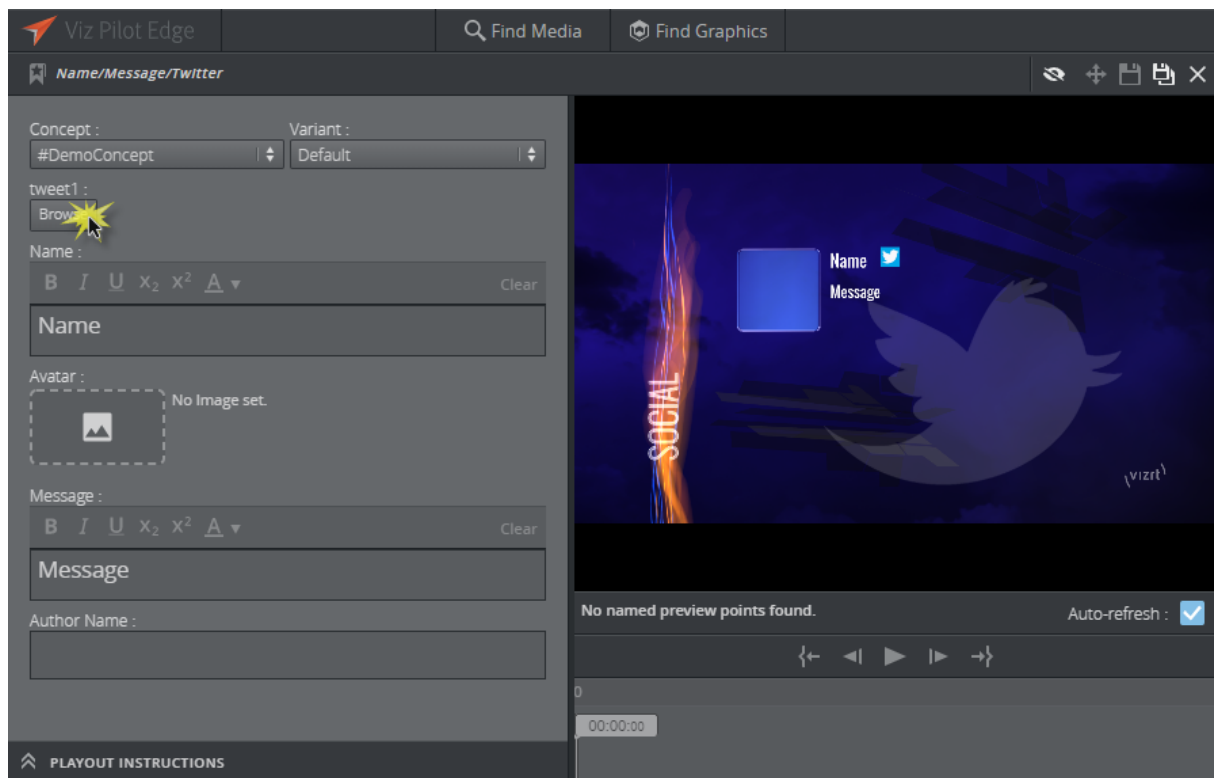 Viz Pilot Edge
Find Media
Find Graphics
Name/Message/Twitter
Concept :
Variant :
#DemoConcept
Default
tweet1 :
Name :
B I U X₂ X² A
Clear
Name
Avatar :
No Image set.
Message :
B I U X₂ X² A
Clear
Message
Author Name :
PLAYOUT INSTRUCTIONS
Name
Message
SOCIAL
vizrt
No named preview points found.
Auto-refresh :
0
00:00:00